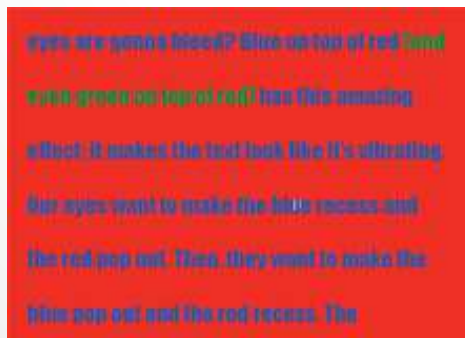 eyes are gonna bleed? Blue on top of red (and
even green on top of red) has this amazing
effect: it makes the text look like it's vibrating.
Our eyes want to make the blue recess and
the red pop out. Then, they want to make the
blue pop out and the red recess. The